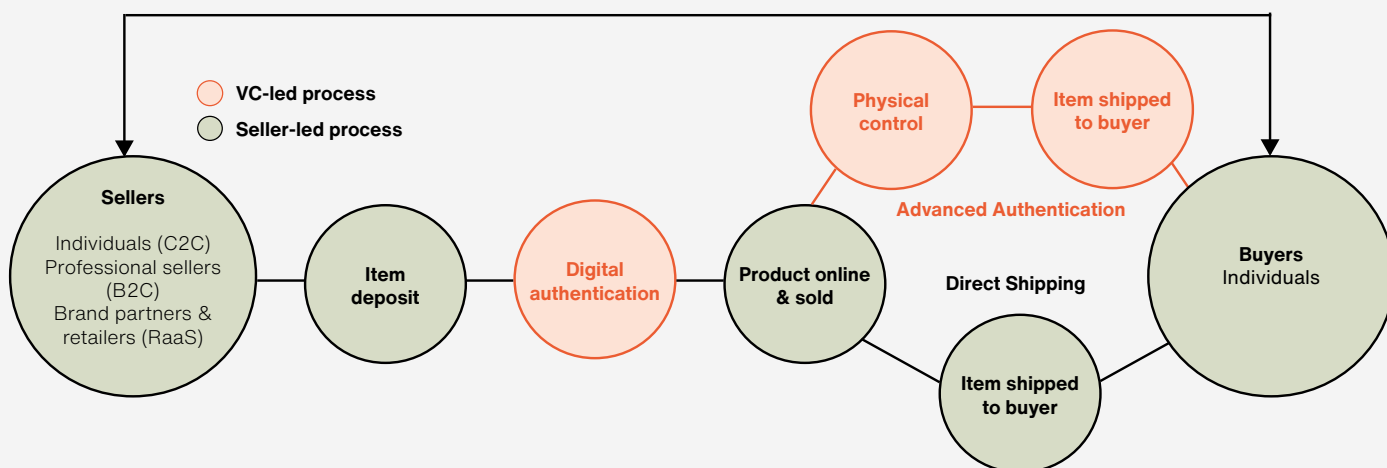 VC-led process
Seller-led process
Sellers
Individuals (C2C)
Professional sellers
(B2C)
Brand partners &
retailers (RaaS)
Item
deposit
Digital
authentication
Product online
& sold
Physical
control
Item shipped
to buyer
Advanced Authentication
Direct Shipping
Item shipped
to buyer
Buyers
Individuals